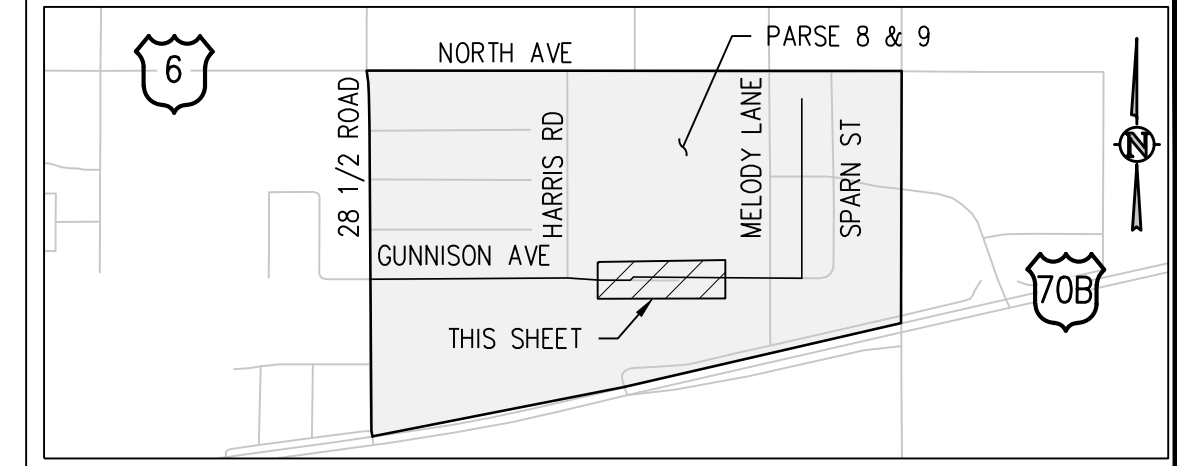 PARSE 8 & 9
NORTH AVE
6
28 1/2 ROAD
HARRIS RD
MELODY LANE
SPARN ST
N
GUNNISON AVE
70B
THIS SHEET